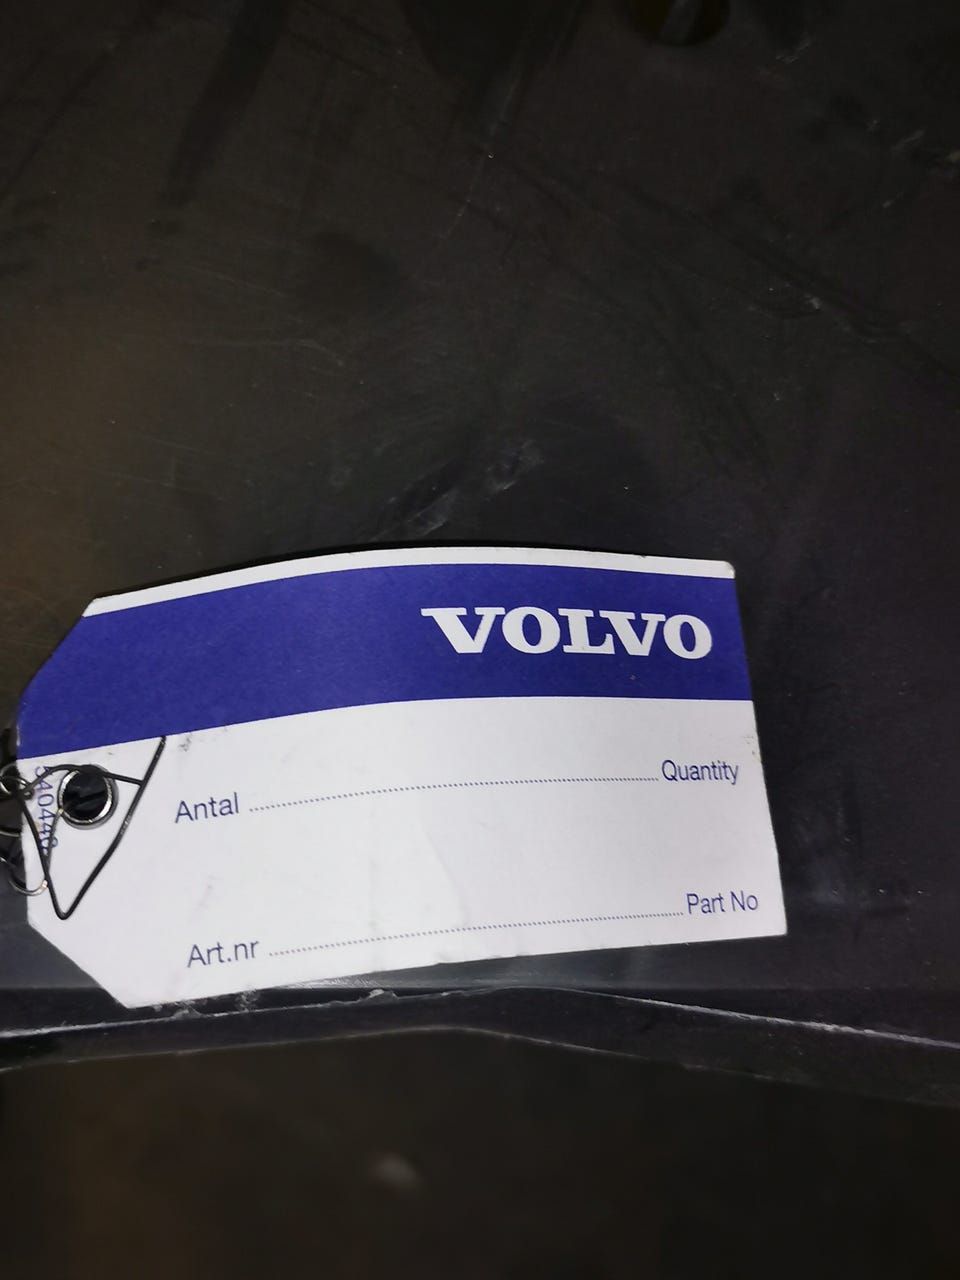 VOLVO
Antal ........ Quantity
Art.nr ........ Part No